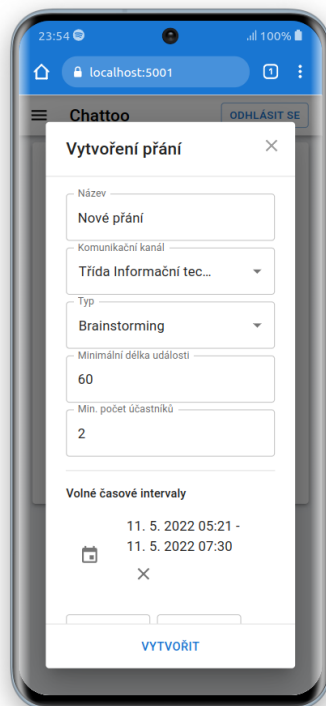 23:54
100%
localhost:5001
1
Chattoo
ODHLÁSIT SE
Vytvoření přání
Název
Nové přání
Komunikační kanál
Třída Informační tec...
Typ
Brainstorming
Minimální délka události
60
Min. počet účastníků
2
Volné časové intervaly
11. 5. 2022 05:21 -
11. 5. 2022 07:30
VYTVOŘIT